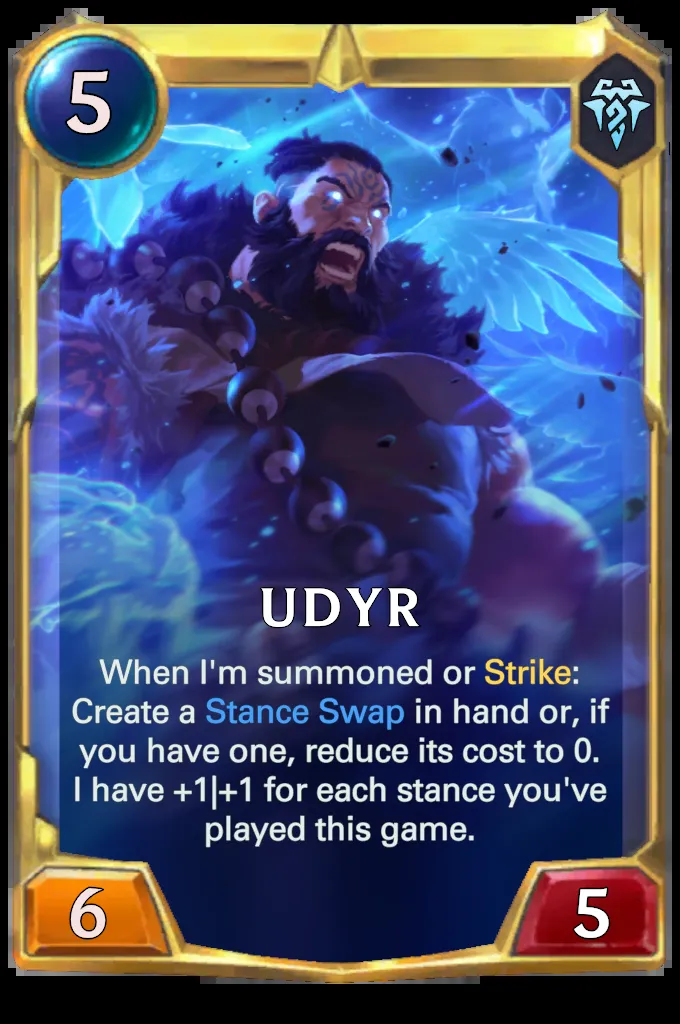 5
UDYR
When I'm summoned or Strike:
Create a Stance Swap in hand or, if
you have one, reduce its cost to 0.
I have +1|+1 for each stance you've
played this game.
6
5